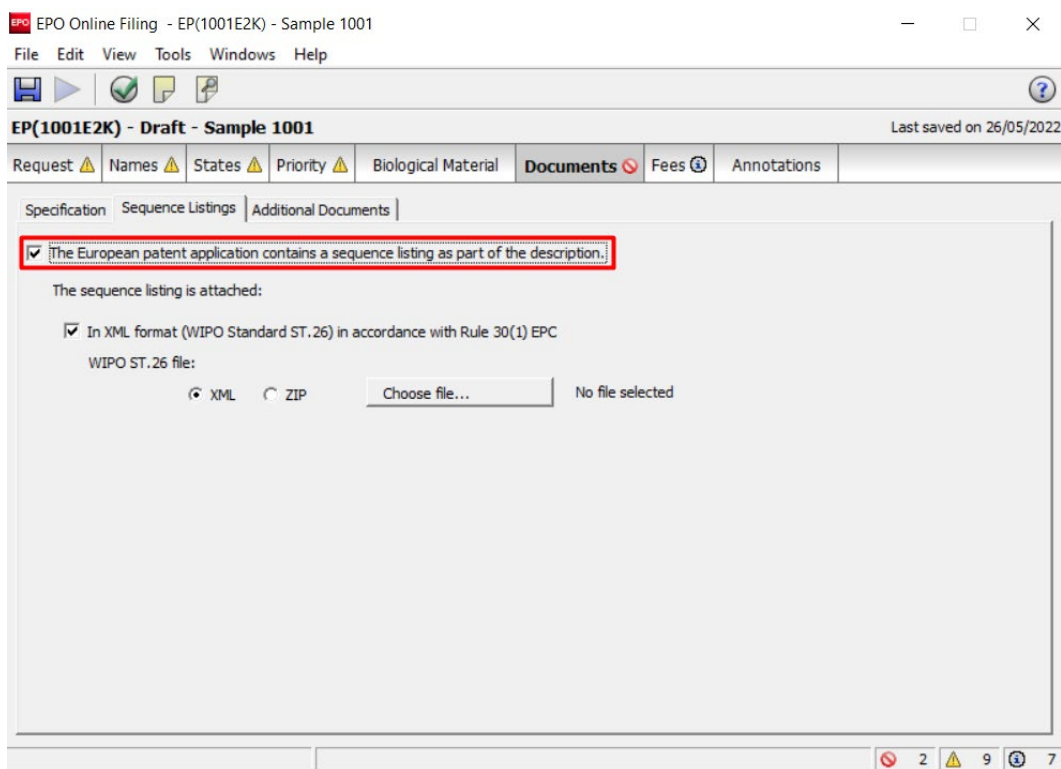 EPO EPO Online Filing - EP(1001E2K) - Sample 1001
File Edit View Tools Windows Help
?
EP(1001E2K) - Draft - Sample 1001 Last saved on 26/05/2022
Request Names States Priority Biological Material Documents Fees Annotations
Specification Sequence Listings Additional Documents
The European patent application contains a sequence listing as part of the description.
The sequence listing is attached:
In XML format (WIPO Standard ST.26) in accordance with Rule 30(1) EPC
WIPO ST.26 file:
XML ZIP Choose file... No file selected
2 9 7